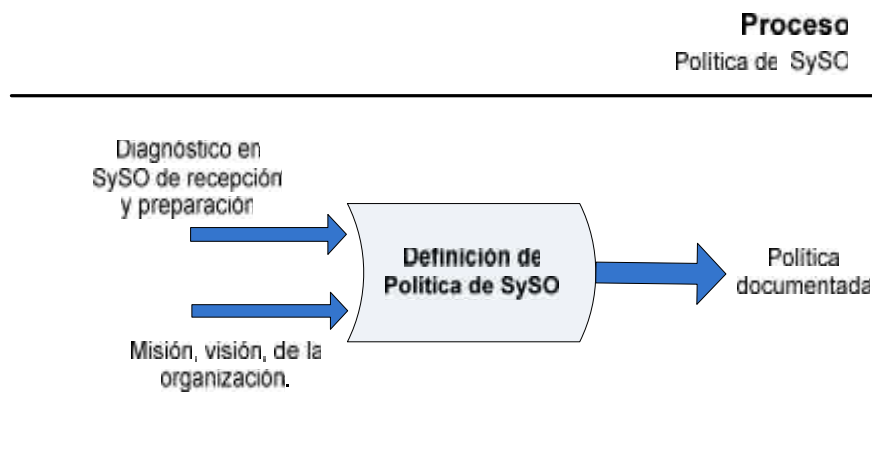 Proceso
Política de SySO
Diagnóstico en
SySO de recepción
y preparación
Definición de
Política de SySO
Política
documentada
Misión, visión, de la
organización.